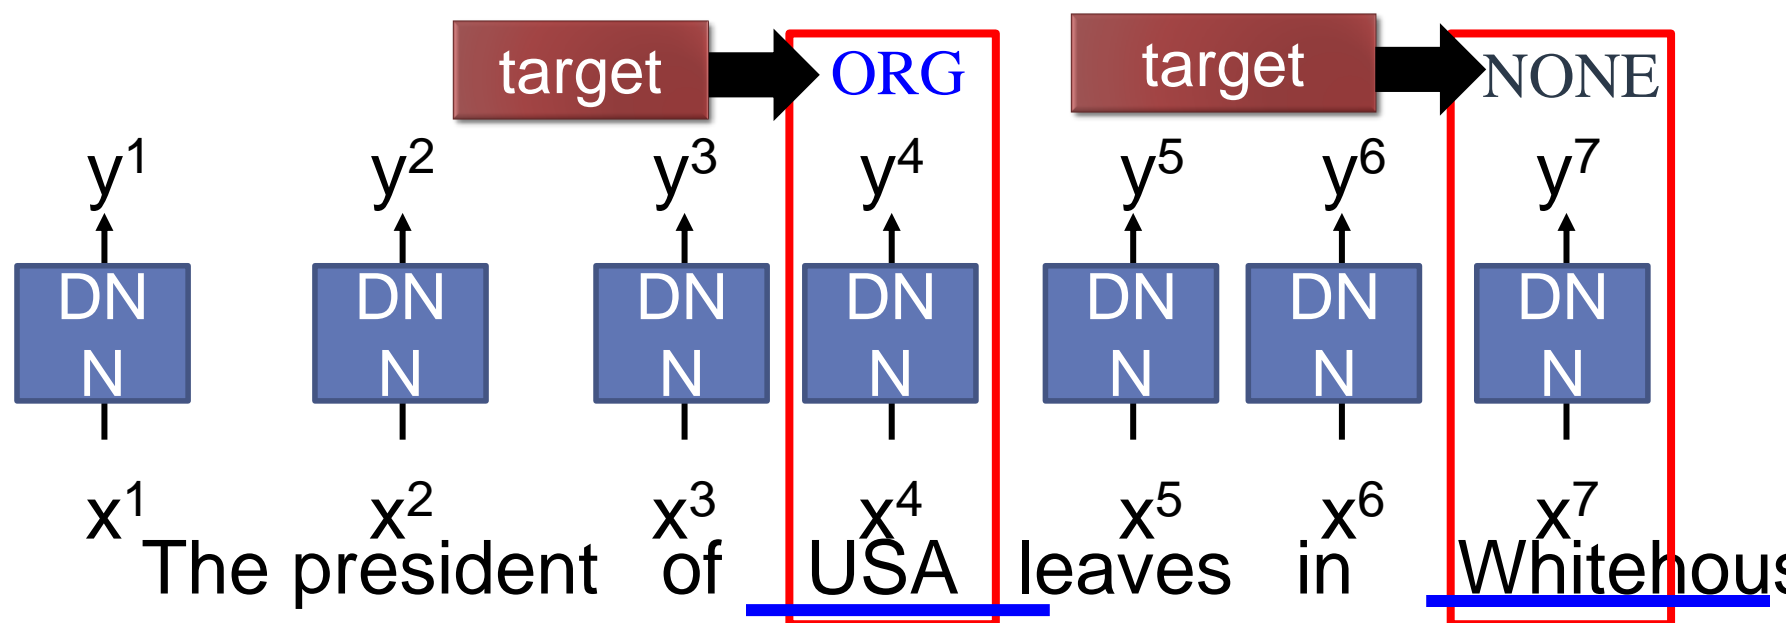 target ORG target NONE
y1 y2 y3 y4 y5 y6 y7
DN DN DN DN DN DN DN
N N N N N N N
x1 x2 x3 x4 x5 x6 x7
The president of USA leaves in Whitehous